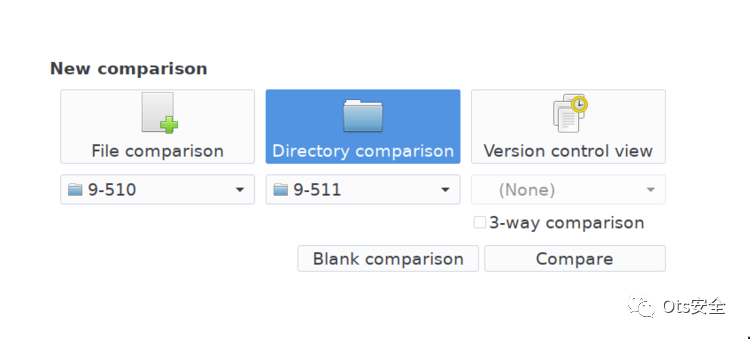 New comparison
File comparison
Directory comparison
Version control view
9-510
9-511
(None)
3-way comparison
Blank comparison
Compare
Ots安全